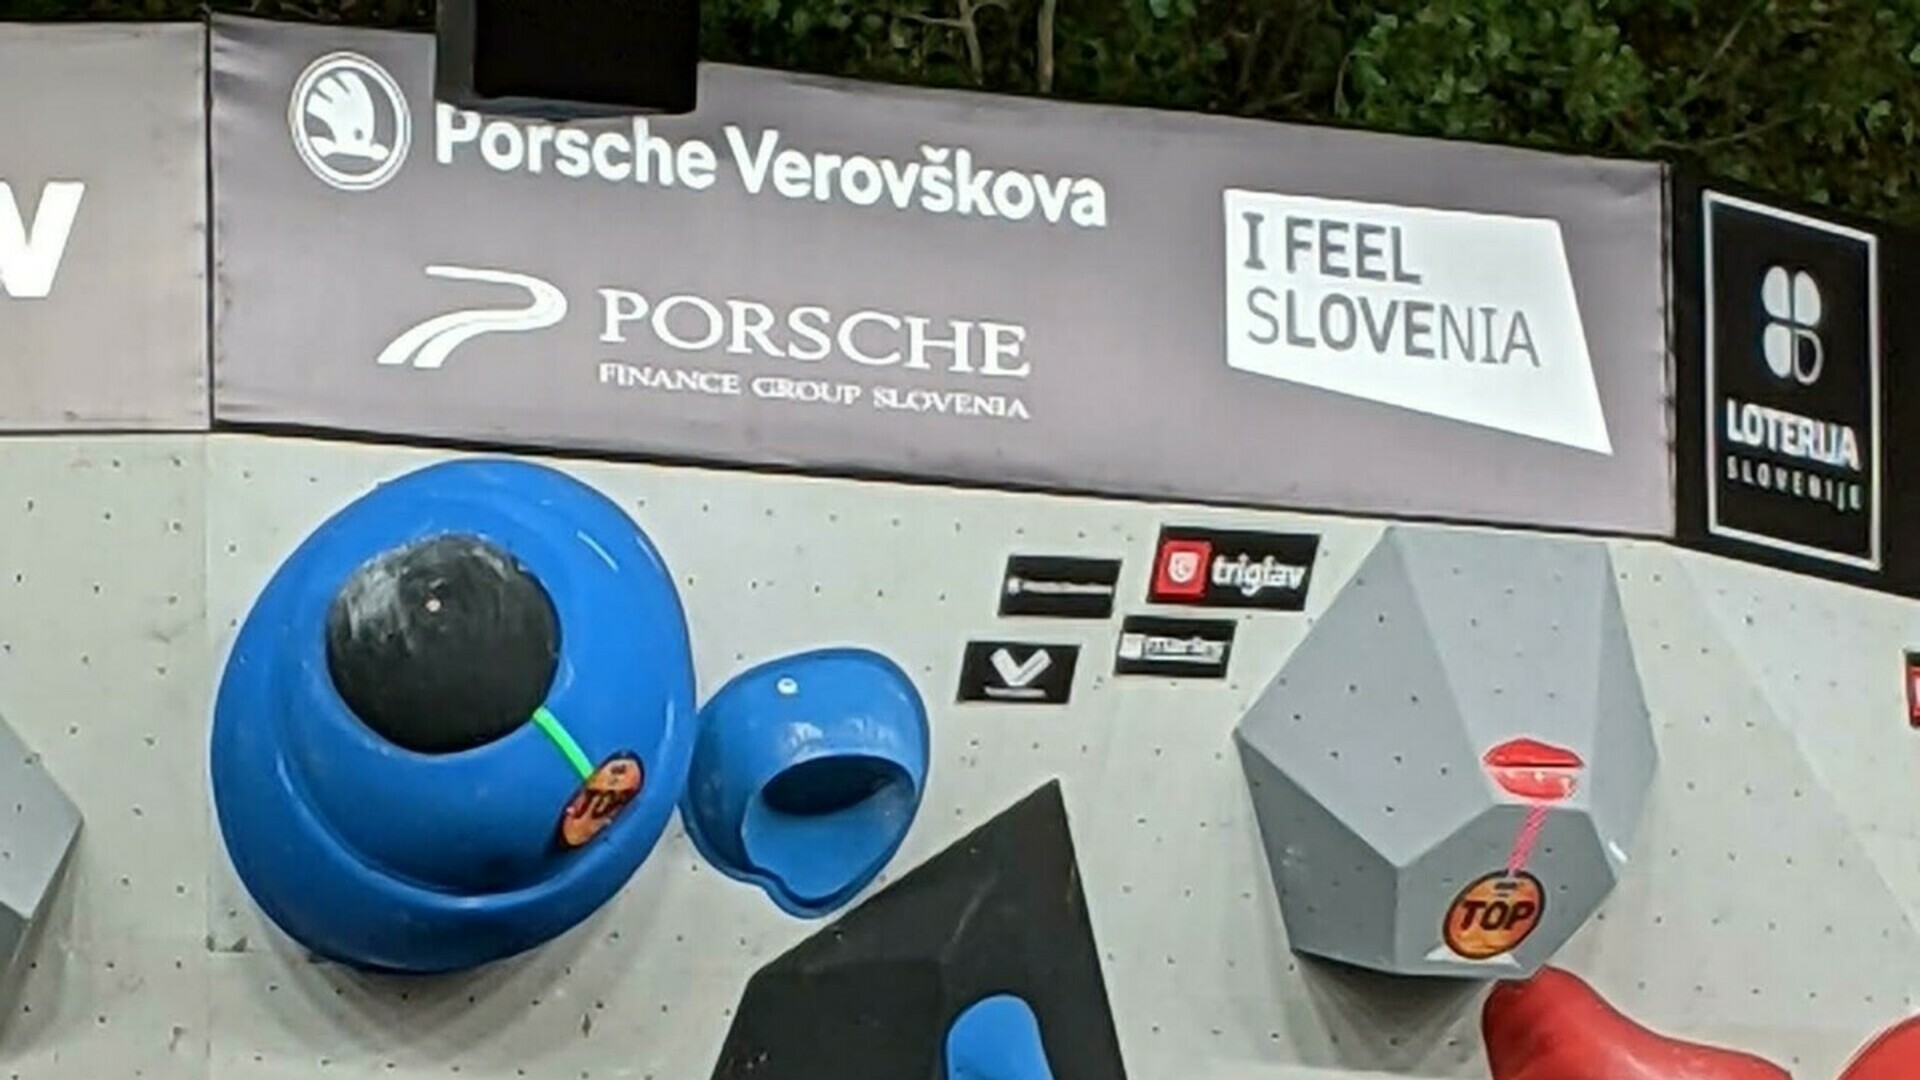 Porsche Verovškova
PORSCHE
FINANCE GROUP SLOVENIA
I FEEL
SLOVENIA
LOTERIJA
SLOVENIJE
triglav
TOP
TOP